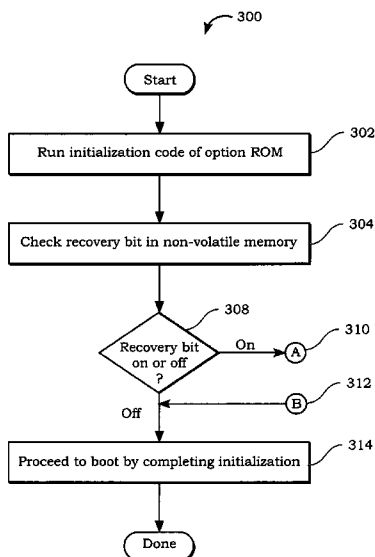 300
Start
302
Run initialization code of option ROM
304
Check recovery bit in non-volatile memory
308
Recovery bit
on or off
?
On
A
310
312
B
Off
314
Proceed to boot by completing initialization
Done